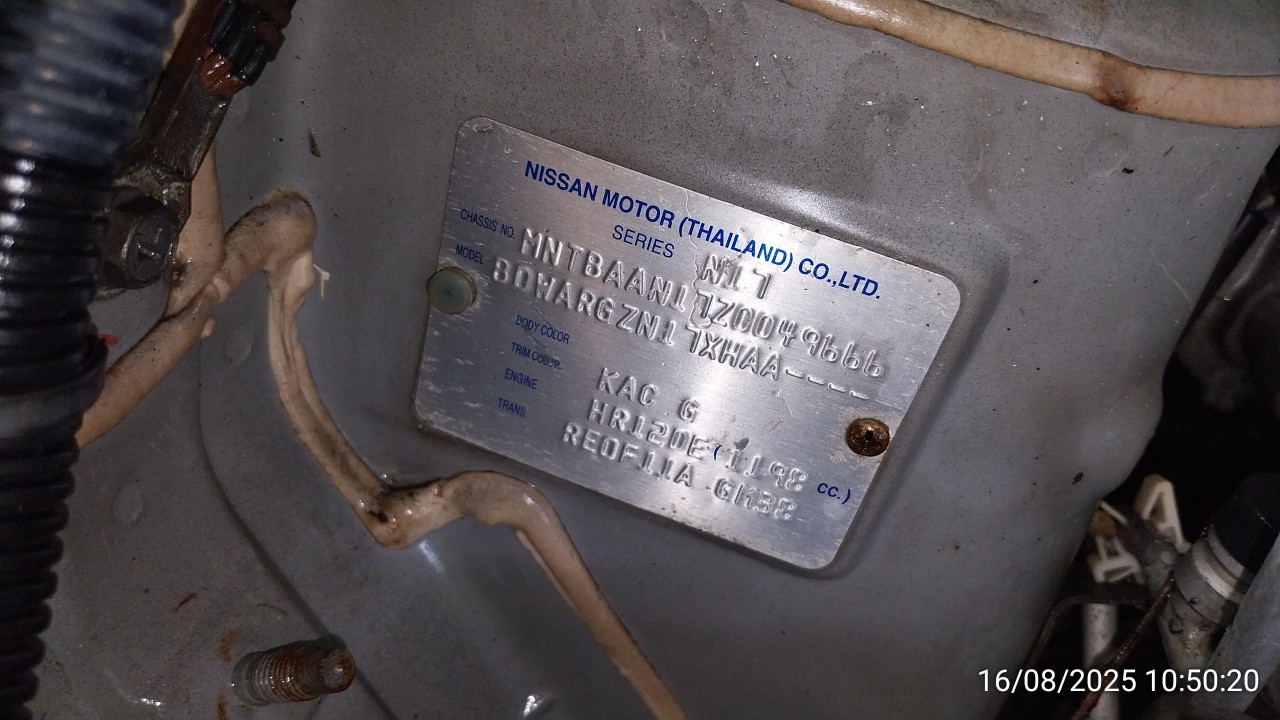 NISSAN MOTOR (THAILAND) CO.,LTD.
SERIES N17
CHASSIS NO. MNTBAAN17Z0049666
MODEL BDWARGZN17XHAA----
BODY COLOR
TRIM COLOR. KAC G
ENGINE HR12DE (1198 cc.)
TRANS. RE0F11A GM38
16/08/2025 10:50:20